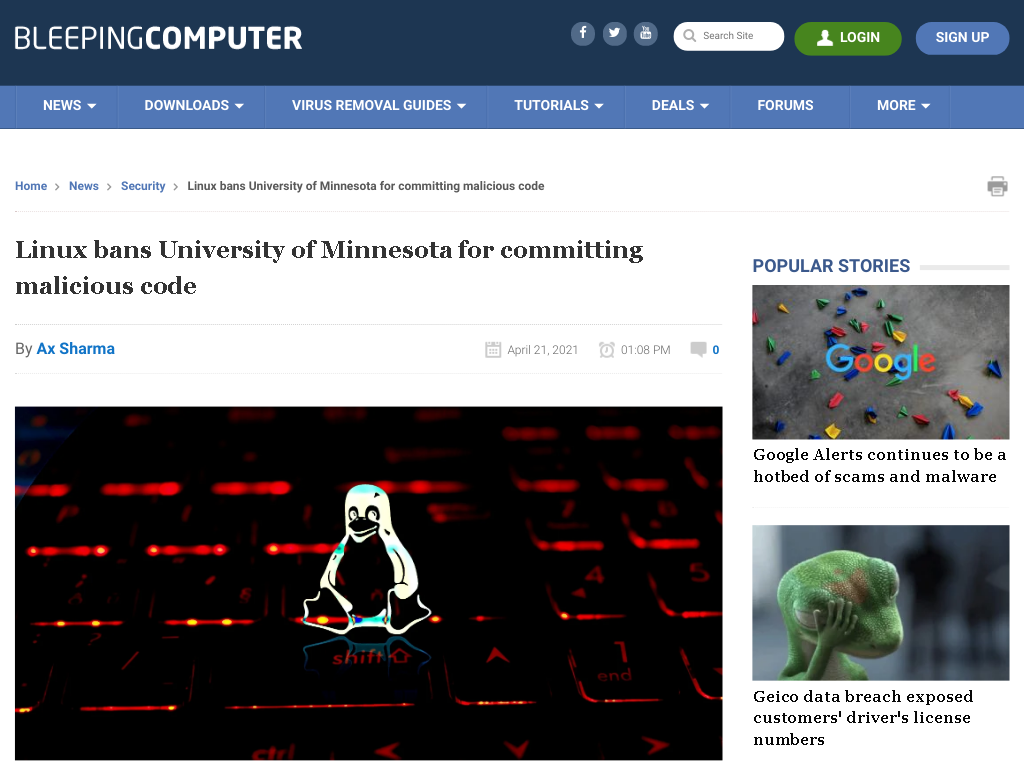 BLEEPINGCOMPUTER
Search Site
LOGIN
SIGN UP
NEWS
DOWNLOADS
VIRUS REMOVAL GUIDES
TUTORIALS
DEALS
FORUMS
MORE
Home > News > Security > Linux bans University of Minnesota for committing malicious code
Linux bans University of Minnesota for committing
malicious code
By Ax Sharma
April 21, 2021
01:08 PM
0
shift
4
5
1
end
ctrl
POPULAR STORIES
Google
Google Alerts continues to be a
hotbed of scams and malware
Geico data breach exposed
customers' driver's license
numbers